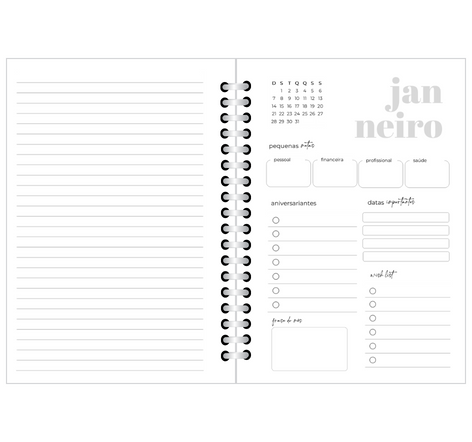 jan
neiro
D S T Q Q S S
1 2 3 4 5 6
7 8 9 10 11 12 13
14 15 16 17 18 19 20
21 22 23 24 25 26 27
28 29 30 31
pequenas metas
pessoal financeira profissional saúde
aniversariantes
datas importantes
wish list
frase do mês